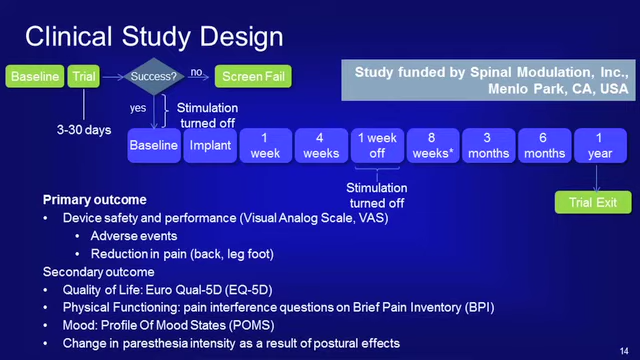 Clinical Study Design
Baseline
Trial
Success?
no
Screen Fail
Study funded by Spinal Modulation, Inc.,
Menlo Park, CA, USA
yes
Stimulation
turned off
3-30 days
Baseline
Implant
1
week
4
weeks
1 week
off
8
weeks*
3
months
6
months
1
year
Stimulation
turned off
Trial Exit
Primary outcome
• Device safety and performance (Visual Analog Scale, VAS)
• Adverse events
• Reduction in pain (back, leg foot)
Secondary outcome
• Quality of Life: Euro Qual-5D (EQ-5D)
• Physical Functioning: pain interference questions on Brief Pain Inventory (BPI)
• Mood: Profile Of Mood States (POMS)
• Change in paresthesia intensity as a result of postural effects
14